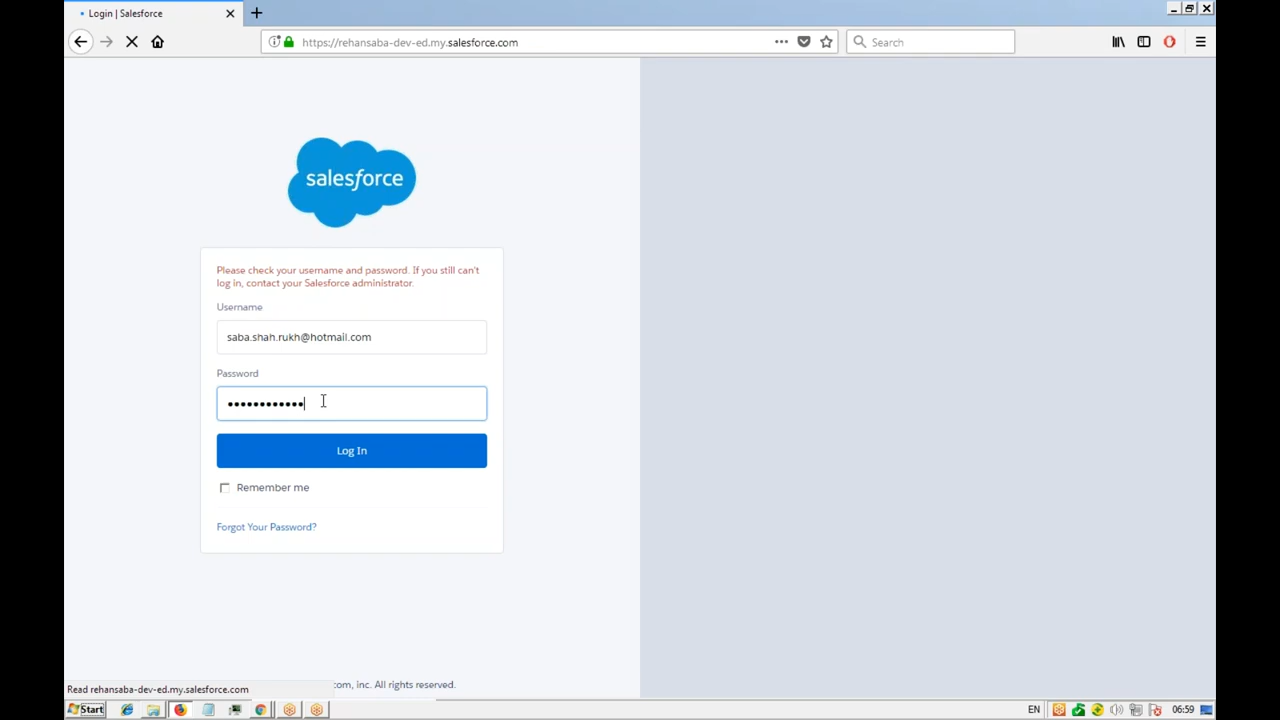 Login | Salesforce
https://rehansaba-dev-ed.my.salesforce.com
Search
salesforce
Please check your username and password. If you still can't
log in, contact your Salesforce administrator.
Username
saba.shah.rukh@hotmail.com
Password
Log In
Remember me
Forgot Your Password?
Read rehansaba-dev-ed.my.salesforce.com
com, inc. All rights reserved.
Start
EN
06:59